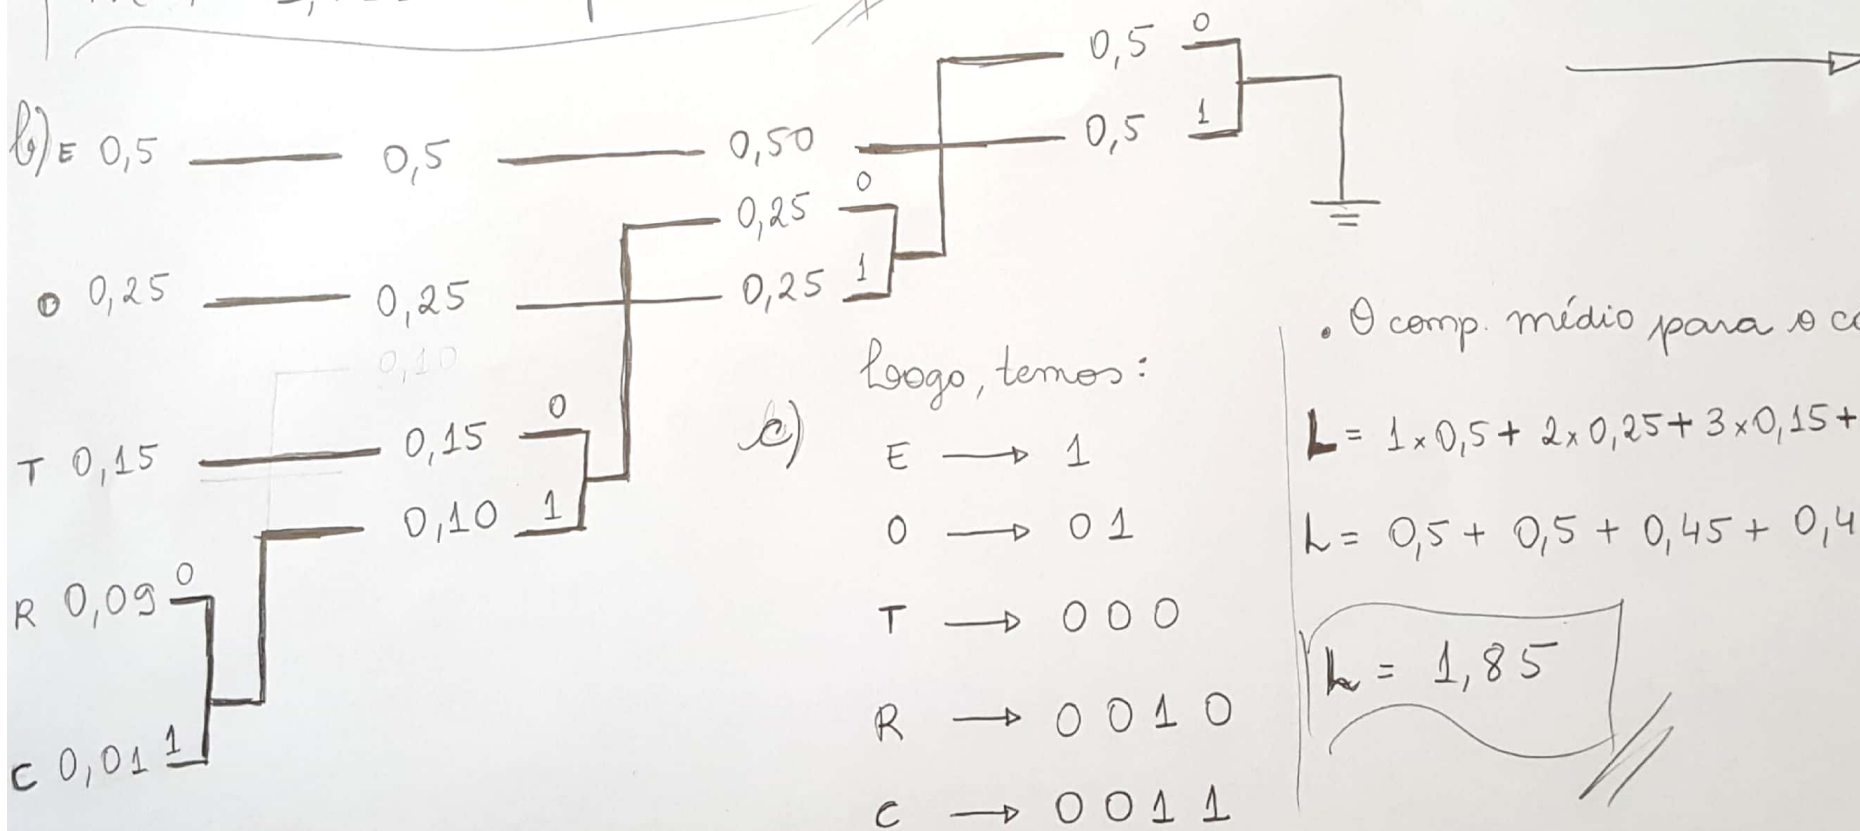 b) E 0,5 0,5 0,50 0,5 0
0,5 1
O 0,25 0,25 0,25 0
0,25 1
0,10
T 0,15 0,15 0
0,10 1
R 0,09 0
C 0,01 1
c) Logo, temos:
E → 1
O → 01
T → 000
R → 0010
C → 0011
. O comp. médio para o
L = 1×0,5 + 2×0,25 + 3×0,15 +
L = 0,5 + 0,5 + 0,45 + 0,4
L = 1,85